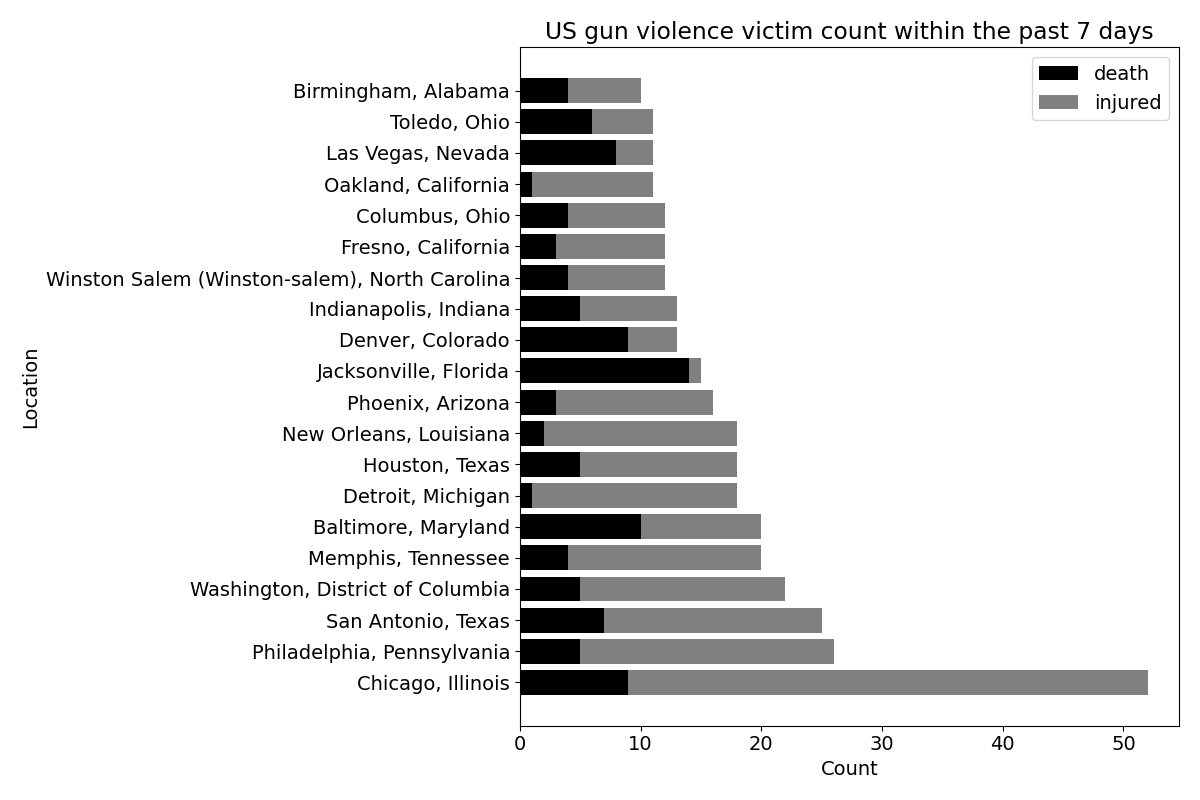 US gun violence victim count within the past 7 days
death
injured
Birmingham, Alabama
Toledo, Ohio
Las Vegas, Nevada
Oakland, California
Columbus, Ohio
Fresno, California
Winston Salem (Winston-salem), North Carolina
Indianapolis, Indiana
Denver, Colorado
Jacksonville, Florida
Phoenix, Arizona
New Orleans, Louisiana
Houston, Texas
Detroit, Michigan
Baltimore, Maryland
Memphis, Tennessee
Washington, District of Columbia
San Antonio, Texas
Philadelphia, Pennsylvania
Chicago, Illinois
Location
0 10 20 30 40 50
Count